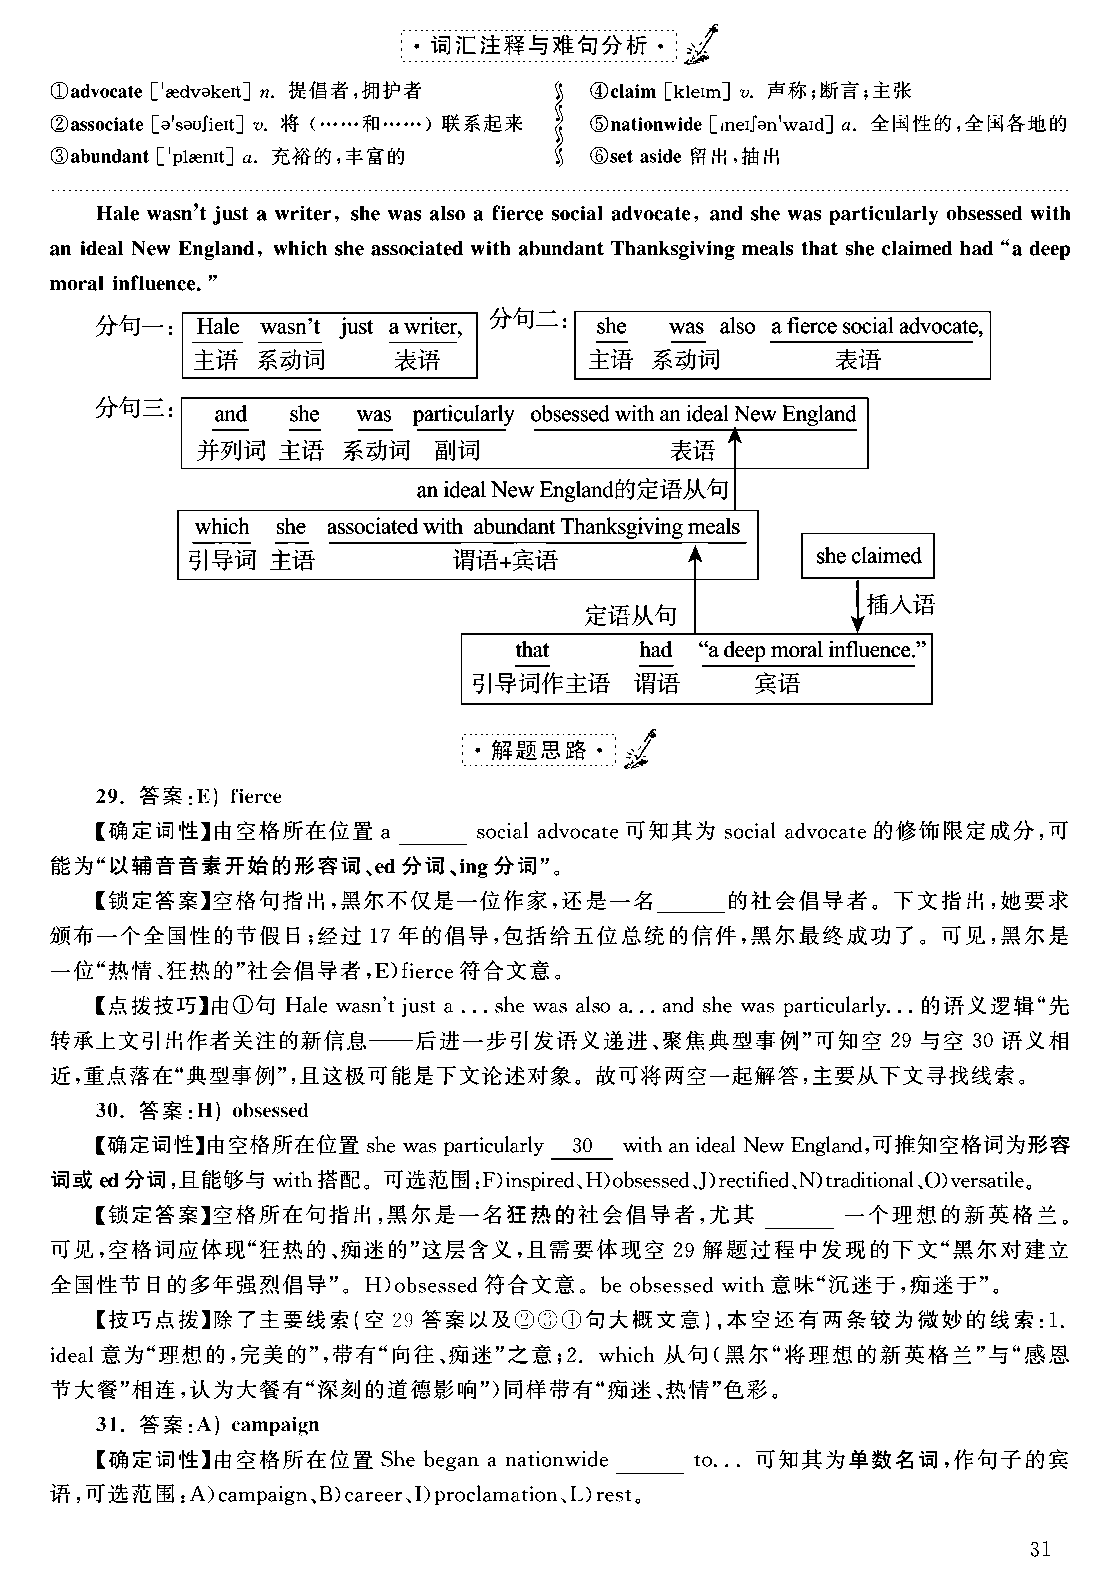 ·词汇注释与难句分析·
①advocate [ˈædvəkeɪt] n. 提倡者,拥护者
②associate [əˈsəʊʃieɪt] v. 将（……和……）联系起来
③abundant [ˈplænɪt] a. 充裕的,丰富的
④claim [kleɪm] v. 声称;断言;主张
⑤nationwide [ˌneɪʃənˈwaɪd] a. 全国性的,全国各地的
⑥set aside 留出,抽出
Hale wasn't just a writer, she was also a fierce social advocate, and she was particularly obsessed with
an ideal New England, which she associated with abundant Thanksgiving meals that she claimed had “a deep
moral influence.”
分句一: Hale wasn't just a writer,
主语 系动词 表语
分句二: she was also a fierce social advocate,
主语 系动词 表语
分句三: and she was particularly obsessed with an ideal New England
并列词 主语 系动词 副词 表语
an ideal New England的定语从句
which she associated with abundant Thanksgiving meals
引导词 主语 谓语+宾语
she claimed
插入语
定语从句
that had “a deep moral influence.”
引导词作主语 谓语 宾语
·解题思路·
29. 答案:E) fierce
【确定词性】由空格所在位置 a ______ social advocate 可知其为 social advocate 的修饰限定成分,可
能为“以辅音音素开始的形容词、ed 分词、ing 分词”。
【锁定答案】空格句指出,黑尔不仅是一位作家,还是一名______的社会倡导者。下文指出,她要求
颁布一个全国性的节假日;经过 17 年的倡导,包括给五位总统的信件,黑尔最终成功了。可见,黑尔是
一位“热情、狂热的”社会倡导者,E)fierce 符合文意。
【点拨技巧】由①句 Hale wasn't just a ... she was also a... and she was particularly... 的语义逻辑“先
转承上文引出作者关注的新信息——后进一步引发语义递进、聚焦典型事例”可知空 29 与空 30 语义相
近,重点落在“典型事例”,且这极可能是下文论述对象。故可将两空一起解答,主要从下文寻找线索。
30. 答案:H) obsessed
【确定词性】由空格所在位置 she was particularly 30 with an ideal New England,可推知空格词为形容
词或 ed 分词,且能够与 with 搭配。可选范围:F)inspired、H)obsessed、J)rectified、N)traditional、O)versatile。
【锁定答案】空格所在句指出,黑尔是一名狂热的社会倡导者,尤其 ______ 一个理想的新英格兰。
可见,空格词应体现“狂热的、痴迷的”这层含义,且需要体现空 29 解题过程中发现的下文“黑尔对建立
全国性节日的多年强烈倡导”。H)obsessed 符合文意。be obsessed with 意味“沉迷于,痴迷于”。
【技巧点拨】除了主要线索(空 29 答案以及②③①句大概文意),本空还有两条较为微妙的线索:1.
ideal 意为“理想的,完美的”,带有“向往、痴迷”之意;2. which 从句(黑尔“将理想的新英格兰”与“感恩
节大餐”相连,认为大餐有“深刻的道德影响”)同样带有“痴迷、热情”色彩。
31. 答案:A) campaign
【确定词性】由空格所在位置 She began a nationwide ______ to... 可知其为单数名词,作句子的宾
语,可选范围:A)campaign、B)career、I)proclamation、L)rest。
31